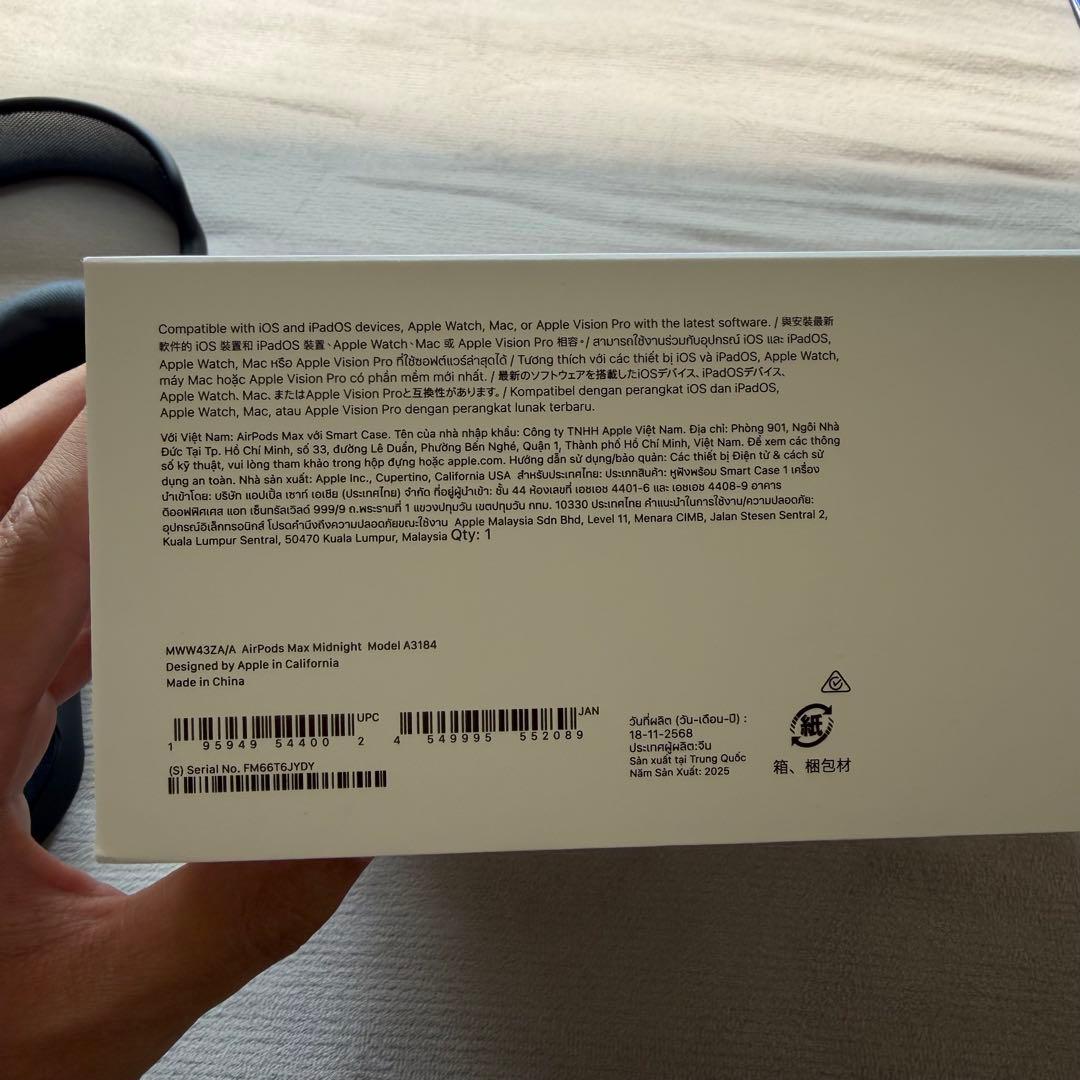 Compatible with iOS and iPadOS devices, Apple Watch, Mac, or Apple Vision Pro with the latest software. / 與安裝最新
軟件的 iOS 裝置和 iPadOS 裝置、Apple Watch、Mac 或 Apple Vision Pro 相容。/ สามารถใช้งานร่วมกับอุปกรณ์ iOS และ iPadOS,
Apple Watch, Mac หรือ Apple Vision Pro ที่ใช้ซอฟต์แวร์ล่าสุดได้ / Tương thích với các thiết bị iOS và iPadOS, Apple Watch,
máy Mac hoặc Apple Vision Pro có phần mềm mới nhất. / 最新のソフトウェアを搭載したiOSデバイス、iPadOSデバイス、
Apple Watch、Mac、またはApple Vision Proと互換性があります。/ Kompatibel dengan perangkat iOS dan iPadOS,
Apple Watch, Mac, atau Apple Vision Pro dengan perangkat lunak terbaru.
Với Việt Nam: AirPods Max với Smart Case. Tên của nhà nhập khẩu: Công ty TNHH Apple Việt Nam. Địa chỉ: Phòng 901, Ngôi Nhà
Đức Tại Tp. Hồ Chí Minh, số 33, đường Lê Duẩn, Phường Bến Nghé, Quận 1, Thành phố Hồ Chí Minh, Việt Nam. Để xem các thông
số kỹ thuật, vui lòng tham khảo trong hộp đựng hoặc apple.com. Hướng dẫn sử dụng/bảo quản: Các thiết bị Điện tử & cách sử
dụng an toàn. Nhà sản xuất: Apple Inc., Cupertino, California USA สำหรับประเทศไทย: ประเภทสินค้า: หูฟังพร้อม Smart Case 1 เครื่อง
นำเข้าโดย: บริษัท แอปเปิ้ล เซาท์ เอเชีย (ประเทศไทย) จำกัด ที่อยู่ผู้นำเข้า: ชั้น 44 ห้องเลขที่ เอชเอช 4401-6 และ เอชเอช 4408-9 อาคาร
ดิออฟฟิศเศส แอท เซ็นทรัลเวิลด์ 999/9 ถ.พระรามที่ 1 แขวงปทุมวัน เขตปทุมวัน กทม. 10330 ประเทศไทย คำแนะนำในการใช้งาน/ความปลอดภัย:
อุปกรณ์อิเล็กทรอนิกส์ โปรดคำนึงถึงความปลอดภัยขณะใช้งาน Apple Malaysia Sdn Bhd, Level 11, Menara CIMB, Jalan Stesen Sentral 2,
Kuala Lumpur Sentral, 50470 Kuala Lumpur, Malaysia Qty: 1
MWW43ZA/A AirPods Max Midnight Model A3184
Designed by Apple in California
Made in China
UPC
1 95949 54400 2
JAN
4 549995 552089
(S) Serial No. FM66T6JYDY
วันที่ผลิต (วัน-เดือน-ปี) :
18-11-2568
ประเทศผู้ผลิต:จีน
Sản xuất tại Trung Quốc
Năm Sản Xuất: 2025
紙
箱、梱包材